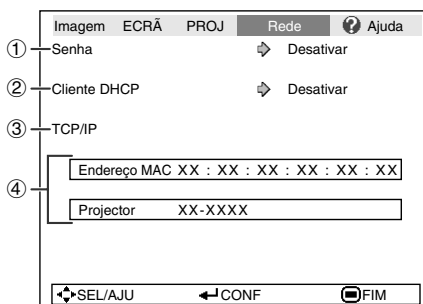 Imagem ECRÃ PROJ Rede ? Ajuda
① Senha Desativar
② Cliente DHCP Desativar
③ TCP/IP
④
Endereço MAC XX : XX : XX : XX : XX : XX
Projector XX-XXXX
SEL/AJU CONF FIM